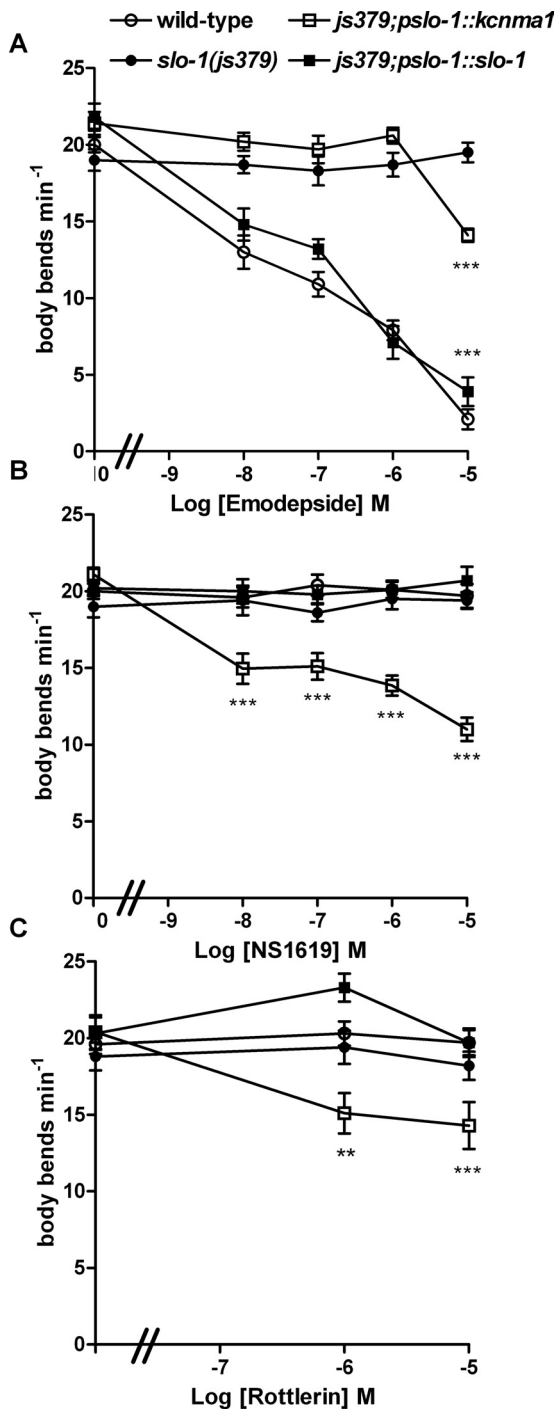 wild-type js379;pslo-1::kcnma1
A
slo-1(js379) js379;pslo-1::slo-1
25
20
15
10
5
0
body bends min-1
***
***
10 -9 -8 -7 -6 -5
Log [Emodepside] M
B
25
20
15
10
5
0
body bends min-1
*** *** *** ***
0 -9 -8 -7 -6 -5
Log [NS1619] M
C
25
20
15
10
5
0
body bends min-1
** ***
-7 -6 -5
Log [Rottlerin] M